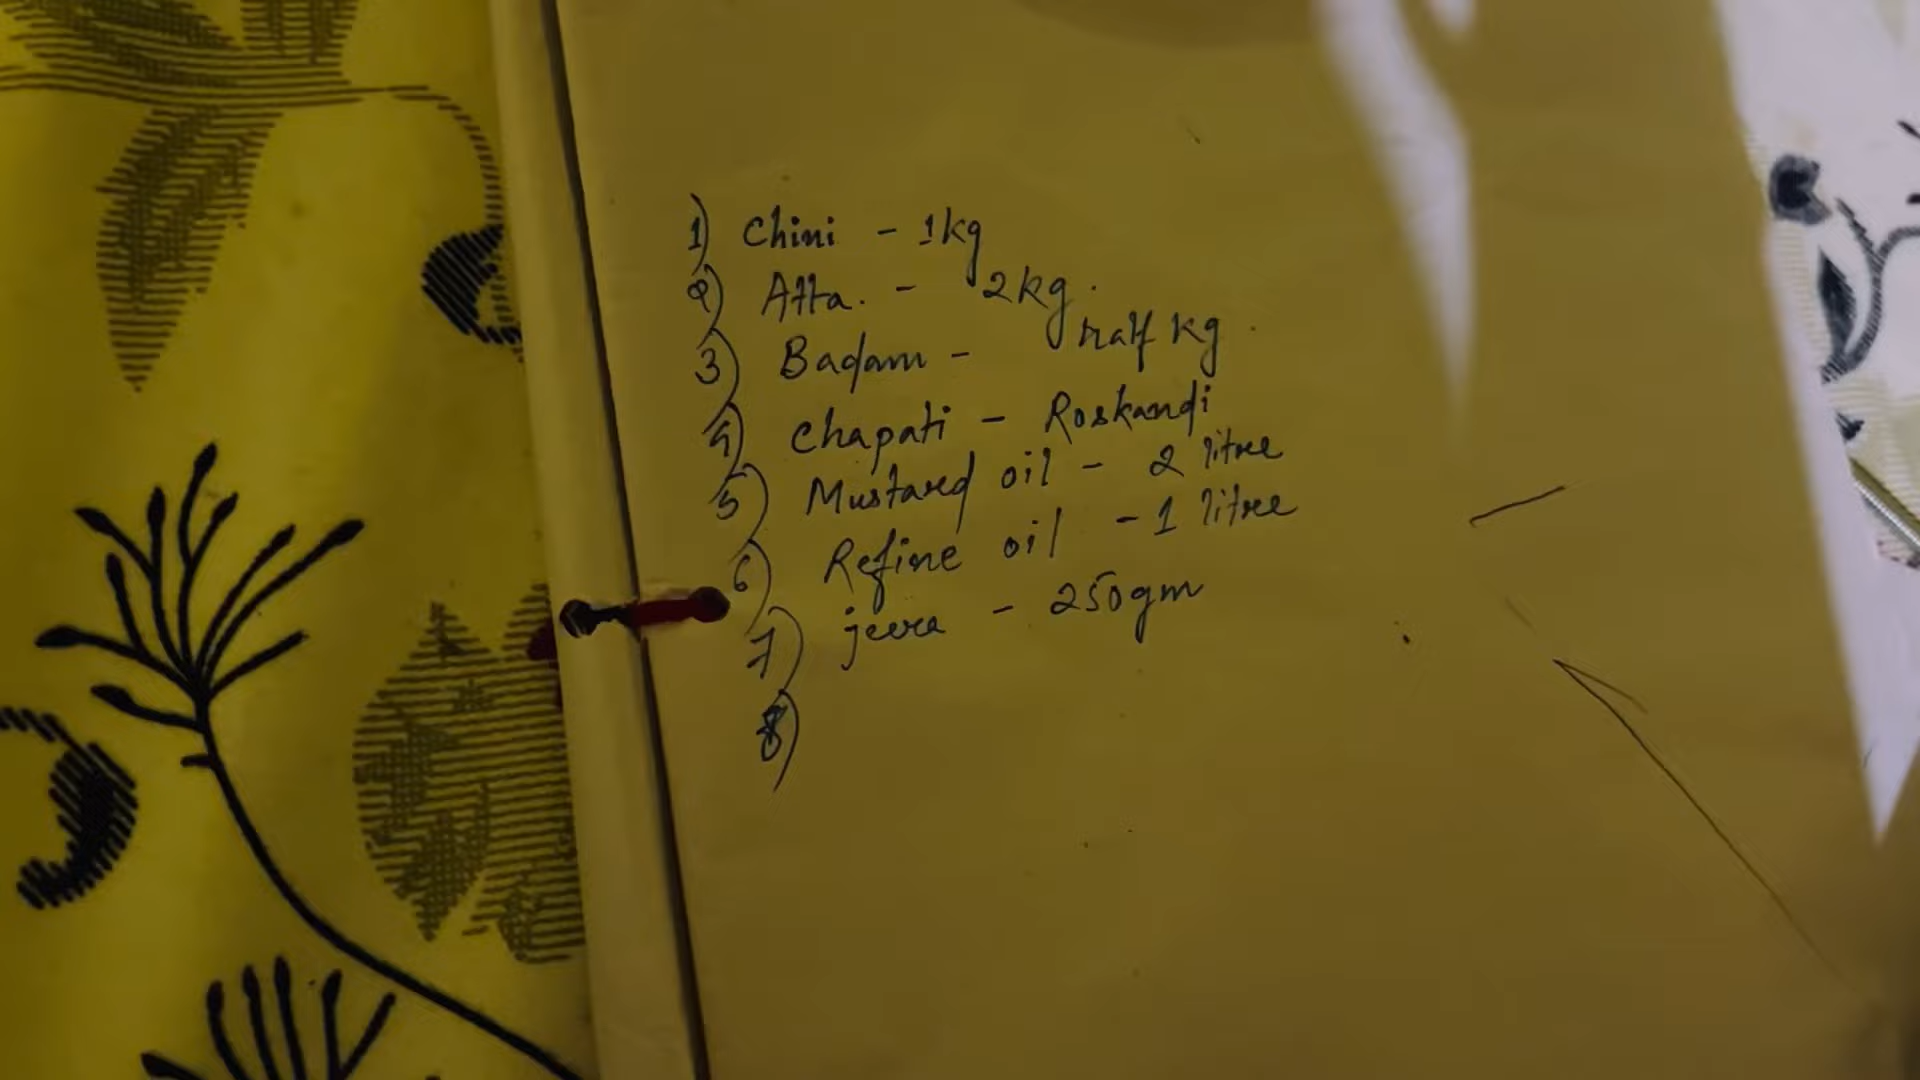 1) Chini - 1kg
2) Atta. - 2kg.
3) Badam - half kg.
4) Chapati - Roskandi
5) Mustard oil - 2 litre
6) Refine oil - 1 litre
7) jeera - 250gm
8)